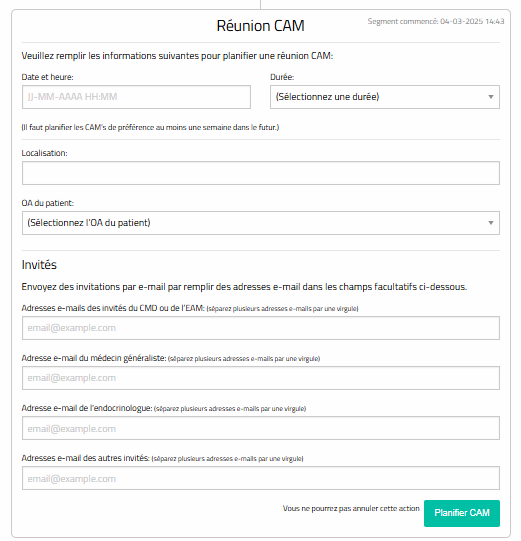 Réunion CAM
Segment commencé: 04-03-2025 14:43
Veuillez remplir les informations suivantes pour planifier une réunion CAM:
Date et heure:
Durée:
JJ-MM-AAAA HH:MM
(Sélectionnez une durée)
(Il faut planifier les CAM's de préférence au moins une semaine dans le futur.)
Localisation:
OA du patient:
(Sélectionnez l'OA du patient)
Invités
Envoyez des invitations par e-mail par remplir des adresses e-mail dans les champs facultatifs ci-dessous.
Adresses e-mails des invités du CMD ou de l'EAM: (séparez plusieurs adresses e-mails par une virgule)
email@example.com
Adresse e-mail du médecin généraliste: (séparez plusieurs adresses e-mails par une virgule)
email@example.com
Adresse e-mail de l'endocrinologue: (séparez plusieurs adresses e-mails par une virgule)
email@example.com
Adresses e-mail des autres invités: (séparez plusieurs adresses e-mails par une virgule)
email@example.com
Vous ne pourrez pas annuler cette action.
Planifier CAM